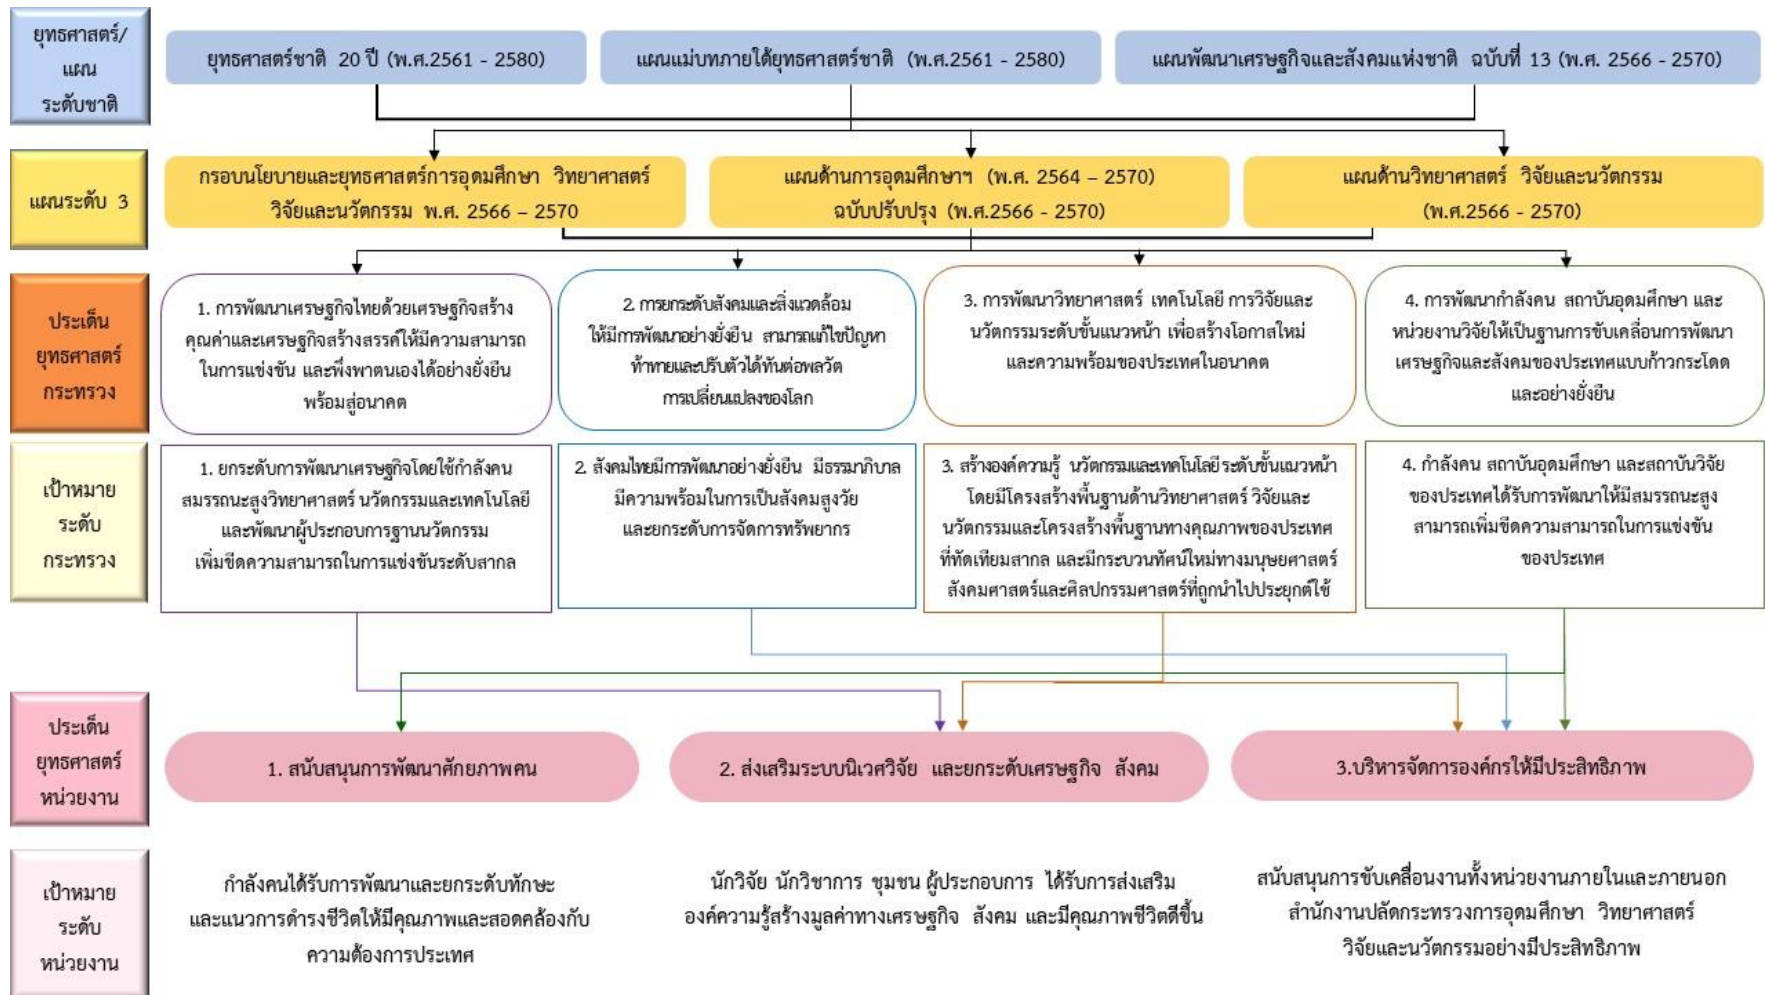 ยุทธศาสตร์/
แผน
ระดับชาติ
ยุทธศาสตร์ชาติ 20 ปี (พ.ศ.2561 - 2580)
แผนแม่บทภายใต้ยุทธศาสตร์ชาติ (พ.ศ.2561 - 2580)
แผนพัฒนาเศรษฐกิจและสังคมแห่งชาติ ฉบับที่ 13 (พ.ศ. 2566 - 2570)
แผนระดับ 3
กรอบนโยบายและยุทธศาสตร์การอุดมศึกษา วิทยาศาสตร์
วิจัยและนวัตกรรม พ.ศ. 2566 – 2570
แผนด้านการอุดมศึกษาฯ (พ.ศ. 2564 – 2570)
ฉบับปรับปรุง (พ.ศ.2566 - 2570)
แผนด้านวิทยาศาสตร์ วิจัยและนวัตกรรม
(พ.ศ.2566 - 2570)
ประเด็น
ยุทธศาสตร์
กระทรวง
1. การพัฒนาเศรษฐกิจไทยด้วยเศรษฐกิจสร้าง
คุณค่าและเศรษฐกิจสร้างสรรค์ให้มีความสามารถ
ในการแข่งขัน และพึ่งพาตนเองได้อย่างยั่งยืน
พร้อมสู่อนาคต
2. การยกระดับสังคมและสิ่งแวดล้อม
ให้มีการพัฒนาอย่างยั่งยืน สามารถแก้ไขปัญหา
ท้าทายและปรับตัวได้ทันต่อพลวัต
การเปลี่ยนแปลงของโลก
3. การพัฒนาวิทยาศาสตร์ เทคโนโลยี การวิจัยและ
นวัตกรรมระดับขั้นแนวหน้า เพื่อสร้างโอกาสใหม่
และความพร้อมของประเทศในอนาคต
4. การพัฒนากำลังคน สถาบันอุดมศึกษา และ
หน่วยงานวิจัยให้เป็นฐานการขับเคลื่อนการพัฒนา
เศรษฐกิจและสังคมของประเทศแบบก้าวกระโดด
และอย่างยั่งยืน
เป้าหมาย
ระดับ
กระทรวง
1. ยกระดับการพัฒนาเศรษฐกิจโดยใช้กำลังคน
สมรรถนะสูงวิทยาศาสตร์ นวัตกรรมและเทคโนโลยี
และพัฒนาผู้ประกอบการฐานนวัตกรรม
เพิ่มขีดความสามารถในการแข่งขันระดับสากล
2. สังคมไทยมีการพัฒนาอย่างยั่งยืน มีธรรมาภิบาล
มีความพร้อมในการเป็นสังคมสูงวัย
และยกระดับการจัดการทรัพยากร
3. สร้างองค์ความรู้ นวัตกรรมและเทคโนโลยีระดับขั้นแนวหน้า
โดยมีโครงสร้างพื้นฐานด้านวิทยาศาสตร์ วิจัยและ
นวัตกรรมและโครงสร้างพื้นฐานทางคุณภาพของประเทศ
ที่ทัดเทียมสากล และมีกระบวนทัศน์ใหม่ทางมนุษยศาสตร์
สังคมศาสตร์และศิลปกรรมศาสตร์ที่ถูกนำไปประยุกต์ใช้
4. กำลังคน สถาบันอุดมศึกษา และสถาบันวิจัย
ของประเทศได้รับการพัฒนาให้มีสมรรถนะสูง
สามารถเพิ่มขีดความสามารถในการแข่งขัน
ของประเทศ
ประเด็น
ยุทธศาสตร์
หน่วยงาน
1. สนับสนุนการพัฒนาศักยภาพคน
2. ส่งเสริมระบบนิเวศวิจัย และยกระดับเศรษฐกิจ สังคม
3.บริหารจัดการองค์กรให้มีประสิทธิภาพ
เป้าหมาย
ระดับ
หน่วยงาน
กำลังคนได้รับการพัฒนาและยกระดับทักษะ
และแนวการดำรงชีวิตให้มีคุณภาพและสอดคล้องกับ
ความต้องการประเทศ
นักวิจัย นักวิชาการ ชุมชน ผู้ประกอบการ ได้รับการส่งเสริม
องค์ความรู้สร้างมูลค่าทางเศรษฐกิจ สังคม และมีคุณภาพชีวิตดีขึ้น
สนับสนุนการขับเคลื่อนงานทั้งหน่วยงานภายในและภายนอก
สำนักงานปลัดกระทรวงการอุดมศึกษา วิทยาศาสตร์
วิจัยและนวัตกรรมอย่างมีประสิทธิภาพ